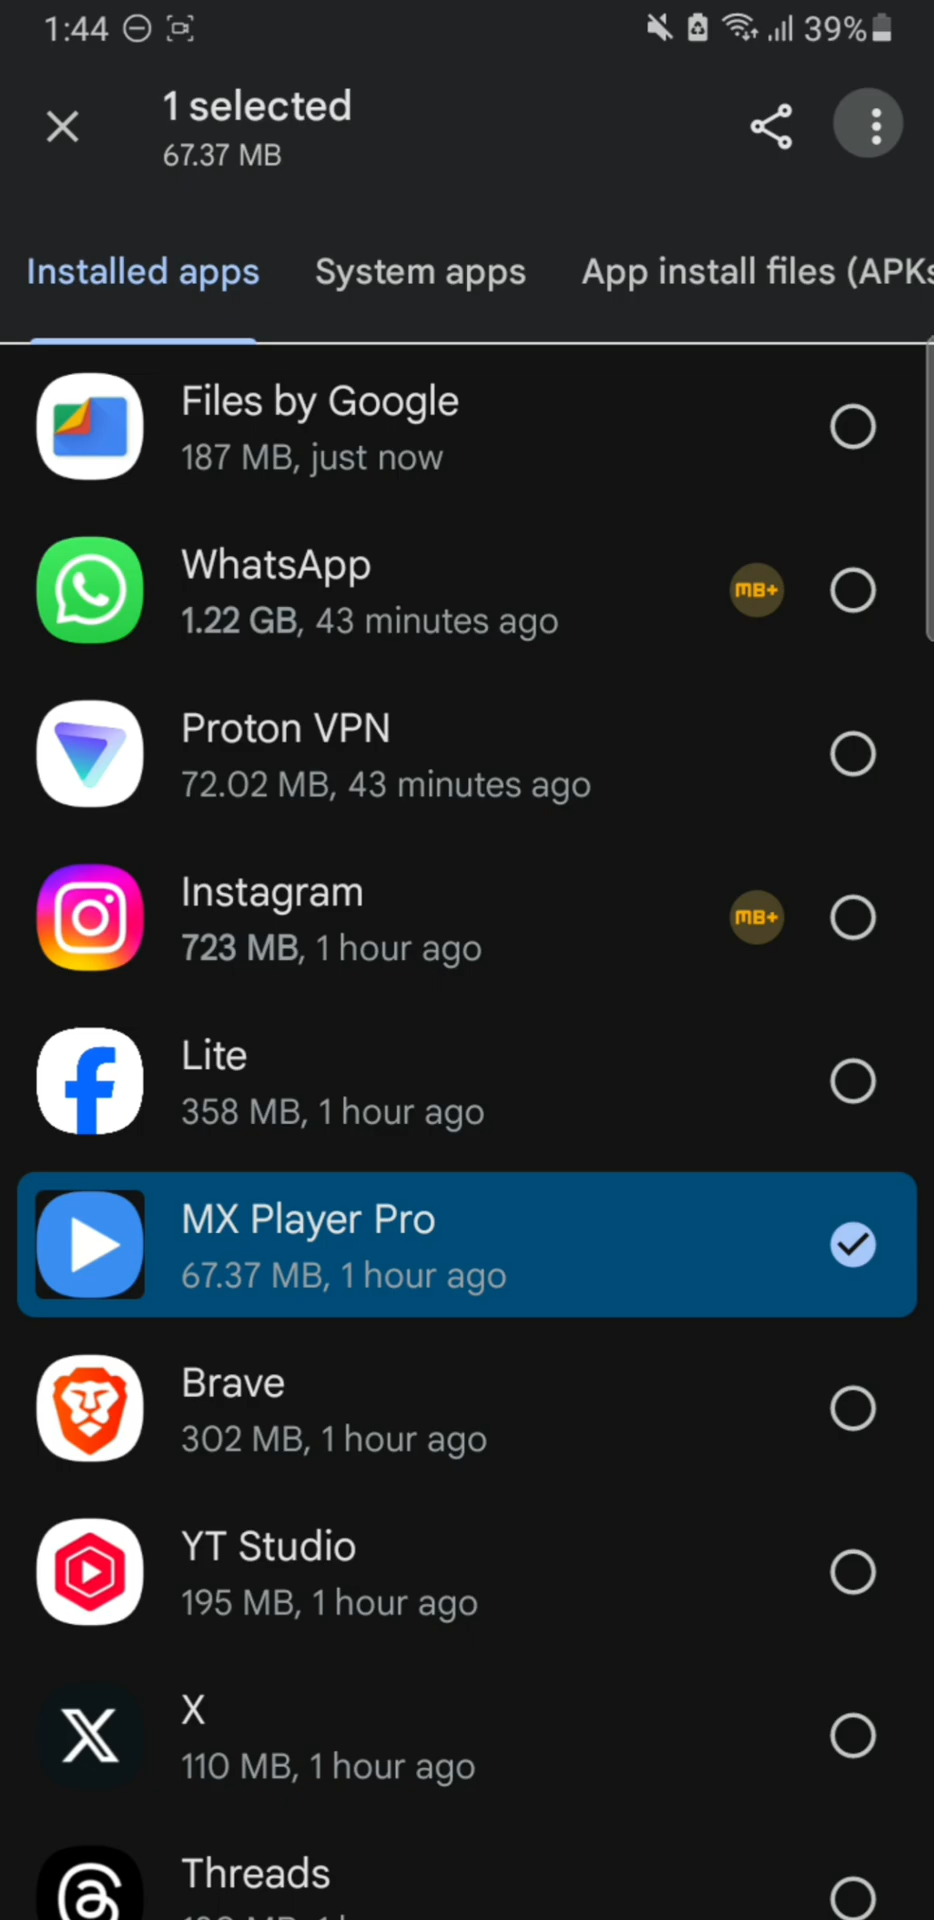 1:44
39%
1 selected
67.37 MB
Installed apps System apps App install files (APKs
Files by Google
187 MB, just now
WhatsApp
1.22 GB, 43 minutes ago
MB+
Proton VPN
72.02 MB, 43 minutes ago
Instagram
723 MB, 1 hour ago
MB+
Lite
358 MB, 1 hour ago
MX Player Pro
67.37 MB, 1 hour ago
Brave
302 MB, 1 hour ago
YT Studio
195 MB, 1 hour ago
X
110 MB, 1 hour ago
Threads